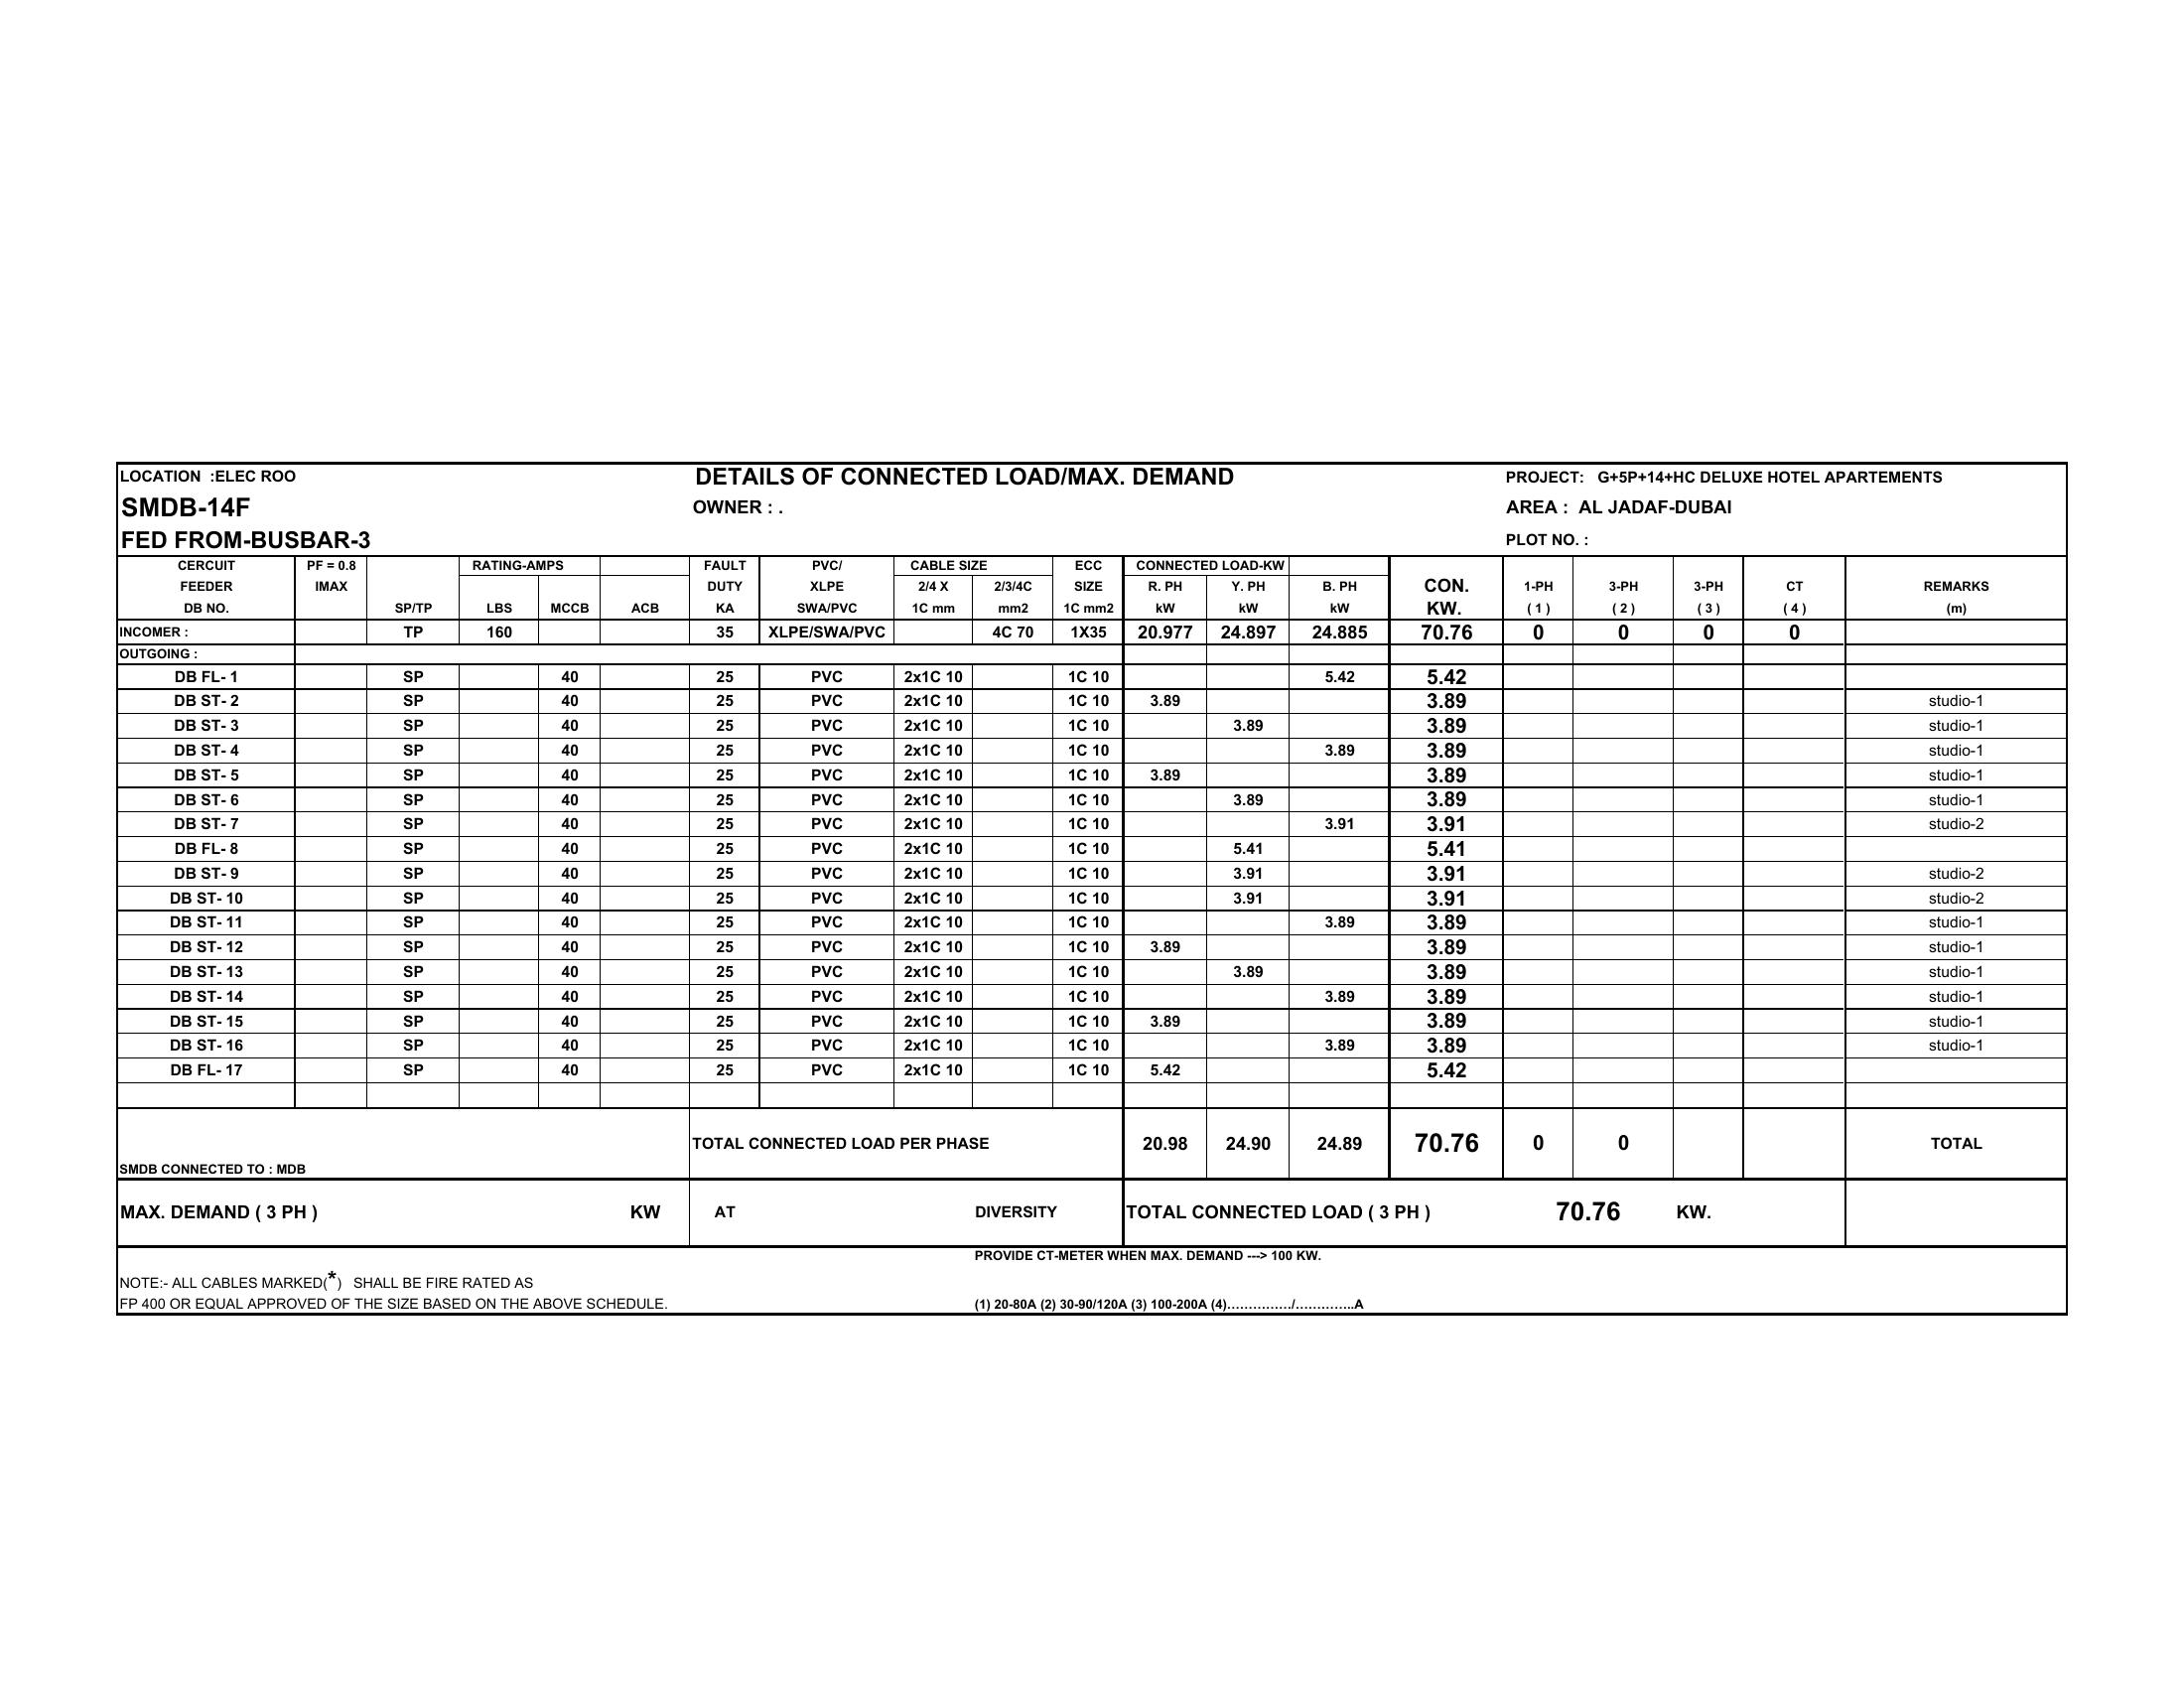 LOCATION  :ELEC ROO DETAILS OF CONNECTED LOAD/MAX. DEMAND PROJECT:   G+5P+14+HC DELUXE HOTEL APARTEMENTS
SMDB-14F OWNER : . AREA :  AL JADAF-DUBAI
FED FROM-BUSBAR-3 PLOT NO. :
CERCUIT PF = 0.8 RATING-AMPS FAULT PVC/ CABLE SIZE ECC CONNECTED LOAD-KW
FEEDER IMAX DUTY XLPE 2/4 X 2/3/4C SIZE R. PH Y. PH B. PH CON. 1-PH 3-PH 3-PH CT REMARKS
DB NO. SP/TP LBS MCCB ACB KA SWA/PVC 1C mm mm2 1C mm2 kW kW kW KW. ( 1 ) ( 2 ) ( 3 ) ( 4 ) (m)
INCOMER : TP 160 35 XLPE/SWA/PVC 4C 70 1X35 20.977 24.897 24.885 70.76 0 0 0 0
OUTGOING :
DB FL- 1 SP 40 25 PVC 2x1C 10 1C 10 5.42 5.42
DB ST- 2 SP 40 25 PVC 2x1C 10 1C 10 3.89 3.89 studio-1
DB ST- 3 SP 40 25 PVC 2x1C 10 1C 10 3.89 3.89 studio-1
DB ST- 4 SP 40 25 PVC 2x1C 10 1C 10 3.89 3.89 studio-1
DB ST- 5 SP 40 25 PVC 2x1C 10 1C 10 3.89 3.89 studio-1
DB ST- 6 SP 40 25 PVC 2x1C 10 1C 10 3.89 3.89 studio-1
DB ST- 7 SP 40 25 PVC 2x1C 10 1C 10 3.91 3.91 studio-2
DB FL- 8 SP 40 25 PVC 2x1C 10 1C 10 5.41 5.41
DB ST- 9 SP 40 25 PVC 2x1C 10 1C 10 3.91 3.91 studio-2
DB ST- 10 SP 40 25 PVC 2x1C 10 1C 10 3.91 3.91 studio-2
DB ST- 11 SP 40 25 PVC 2x1C 10 1C 10 3.89 3.89 studio-1
DB ST- 12 SP 40 25 PVC 2x1C 10 1C 10 3.89 3.89 studio-1
DB ST- 13 SP 40 25 PVC 2x1C 10 1C 10 3.89 3.89 studio-1
DB ST- 14 SP 40 25 PVC 2x1C 10 1C 10 3.89 3.89 studio-1
DB ST- 15 SP 40 25 PVC 2x1C 10 1C 10 3.89 3.89 studio-1
DB ST- 16 SP 40 25 PVC 2x1C 10 1C 10 3.89 3.89 studio-1
DB FL- 17 SP 40 25 PVC 2x1C 10 1C 10 5.42 5.42
TOTAL CONNECTED LOAD PER PHASE 20.98 24.90 24.89 70.76 0 0 TOTAL
SMDB CONNECTED TO : MDB
MAX. DEMAND ( 3 PH ) KW AT DIVERSITY TOTAL CONNECTED LOAD ( 3 PH ) 70.76 KW.
PROVIDE CT-METER WHEN MAX. DEMAND ---> 100 KW.
NOTE:- ALL CABLES MARKED(*)   SHALL BE FIRE RATED AS
FP 400 OR EQUAL APPROVED OF THE SIZE BASED ON THE ABOVE SCHEDULE. (1) 20-80A (2) 30-90/120A (3) 100-200A (4)……………/…………..A